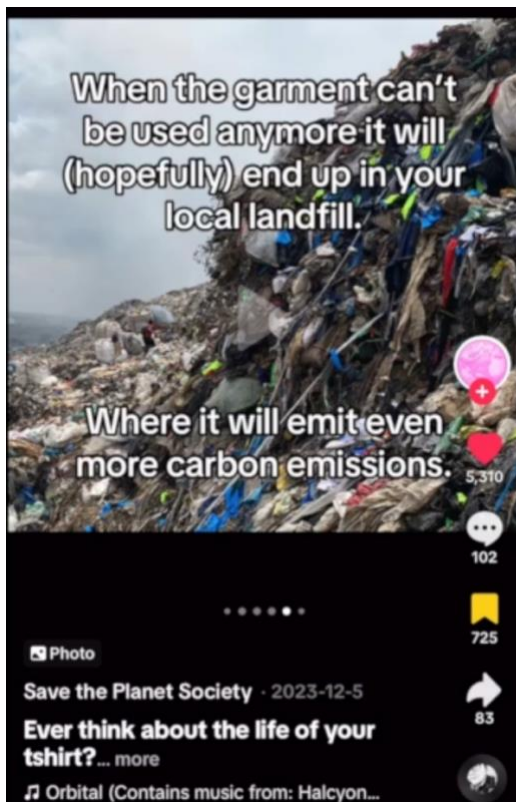 When the garment can't
be used anymore it will
(hopefully) end up in your
local landfill.
Where it will emit even
more carbon emissions.
5,310
102
725
83
Photo
Save the Planet Society · 2023-12-5
Ever think about the life of your
tshirt?... more
Orbital (Contains music from: Halcyon...